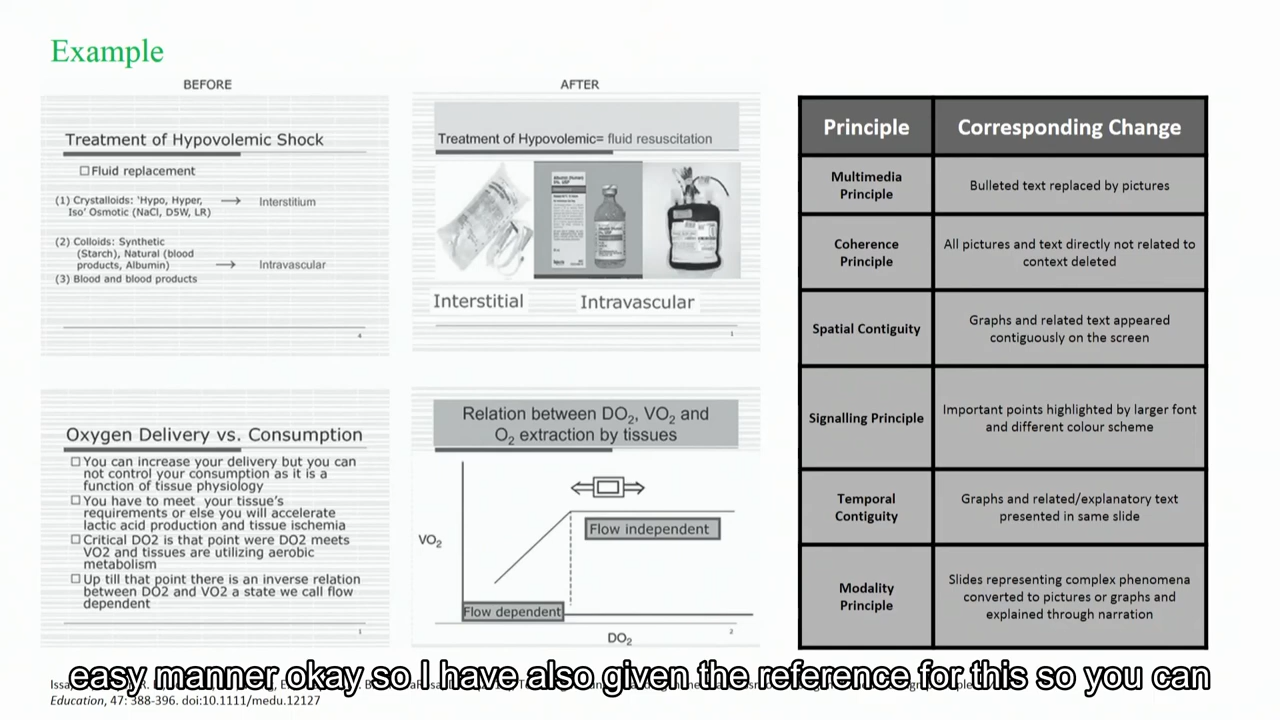 Example
BEFORE
Treatment of Hypovolemic Shock
Fluid replacement
(1) Crystalloids: ‘Hypo, Hyper,
Iso’ Osmotic (NaCl, D5W, LR)
Interstitium
(2) Colloids: Synthetic
(Starch), Natural (blood
products, Albumin)
Intravascular
(3) Blood and blood products
4
AFTER
Treatment of Hypovolemic= fluid resuscitation
Interstitial
Intravascular
1
Oxygen Delivery vs. Consumption
You can increase your delivery but you can
not control your consumption as it is a
function of tissue physiology
You have to meet your tissue's
requirements or else you will accelerate
lactic acid production and tissue ischemia
Critical DO2 is that point were DO2 meets
VO2 and tissues are utilizing aerobic
metabolism
Up till that point there is an inverse relation
between DO2 and VO2 a state we call flow
dependent
1
Relation between DO₂, VO₂ and
O₂ extraction by tissues
Flow independent
VO₂
Flow dependent
DO₂
2
Principle Corresponding Change
Multimedia
Principle
Bulleted text replaced by pictures
Coherence
Principle
All pictures and text directly not related to
context deleted
Spatial Contiguity
Graphs and related text appeared
contiguously on the screen
Signalling Principle
Important points highlighted by larger font
and different colour scheme
Temporal
Contiguity
Graphs and related/explanatory text
presented in same slide
Modality
Principle
Slides representing complex phenomena
converted to pictures or graphs and
explained through narration
easy manner okay so I have also given the reference for this so you can
Education, 47: 388-396. doi:10.1111/medu.12127